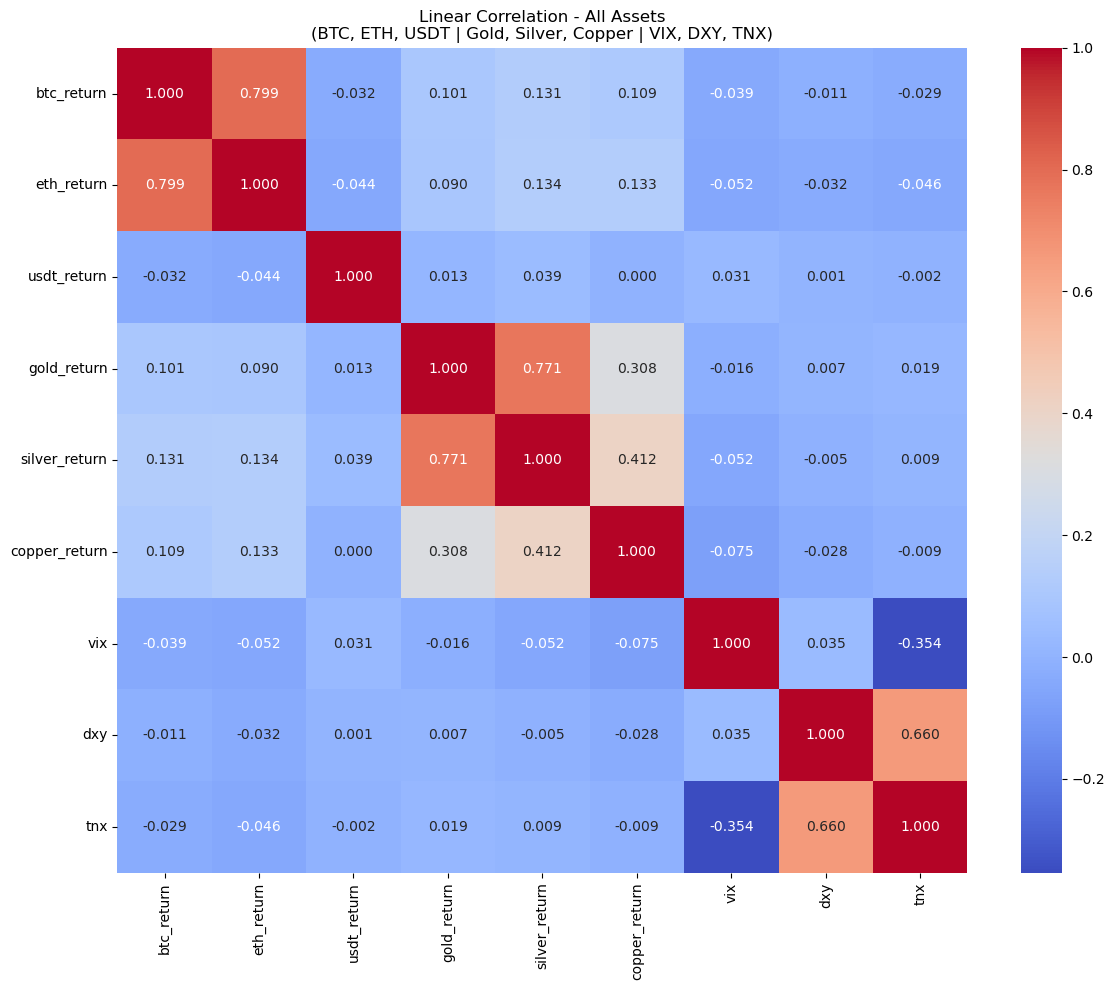 Linear Correlation - All Assets
(BTC, ETH, USDT | Gold, Silver, Copper | VIX, DXY, TNX)
btc_return 1.000 0.799 -0.032 0.101 0.131 0.109 -0.039 -0.011 -0.029
eth_return 0.799 1.000 -0.044 0.090 0.134 0.133 -0.052 -0.032 -0.046
usdt_return -0.032 -0.044 1.000 0.013 0.039 0.000 0.031 0.001 -0.002
gold_return 0.101 0.090 0.013 1.000 0.771 0.308 -0.016 0.007 0.019
silver_return 0.131 0.134 0.039 0.771 1.000 0.412 -0.052 -0.005 0.009
copper_return 0.109 0.133 0.000 0.308 0.412 1.000 -0.075 -0.028 -0.009
vix -0.039 -0.052 0.031 -0.016 -0.052 -0.075 1.000 0.035 -0.354
dxy -0.011 -0.032 0.001 0.007 -0.005 -0.028 0.035 1.000 0.660
tnx -0.029 -0.046 -0.002 0.019 0.009 -0.009 -0.354 0.660 1.000
btc_return eth_return usdt_return gold_return silver_return copper_return vix dxy tnx
1.0
0.8
0.6
0.4
0.2
0.0
−0.2